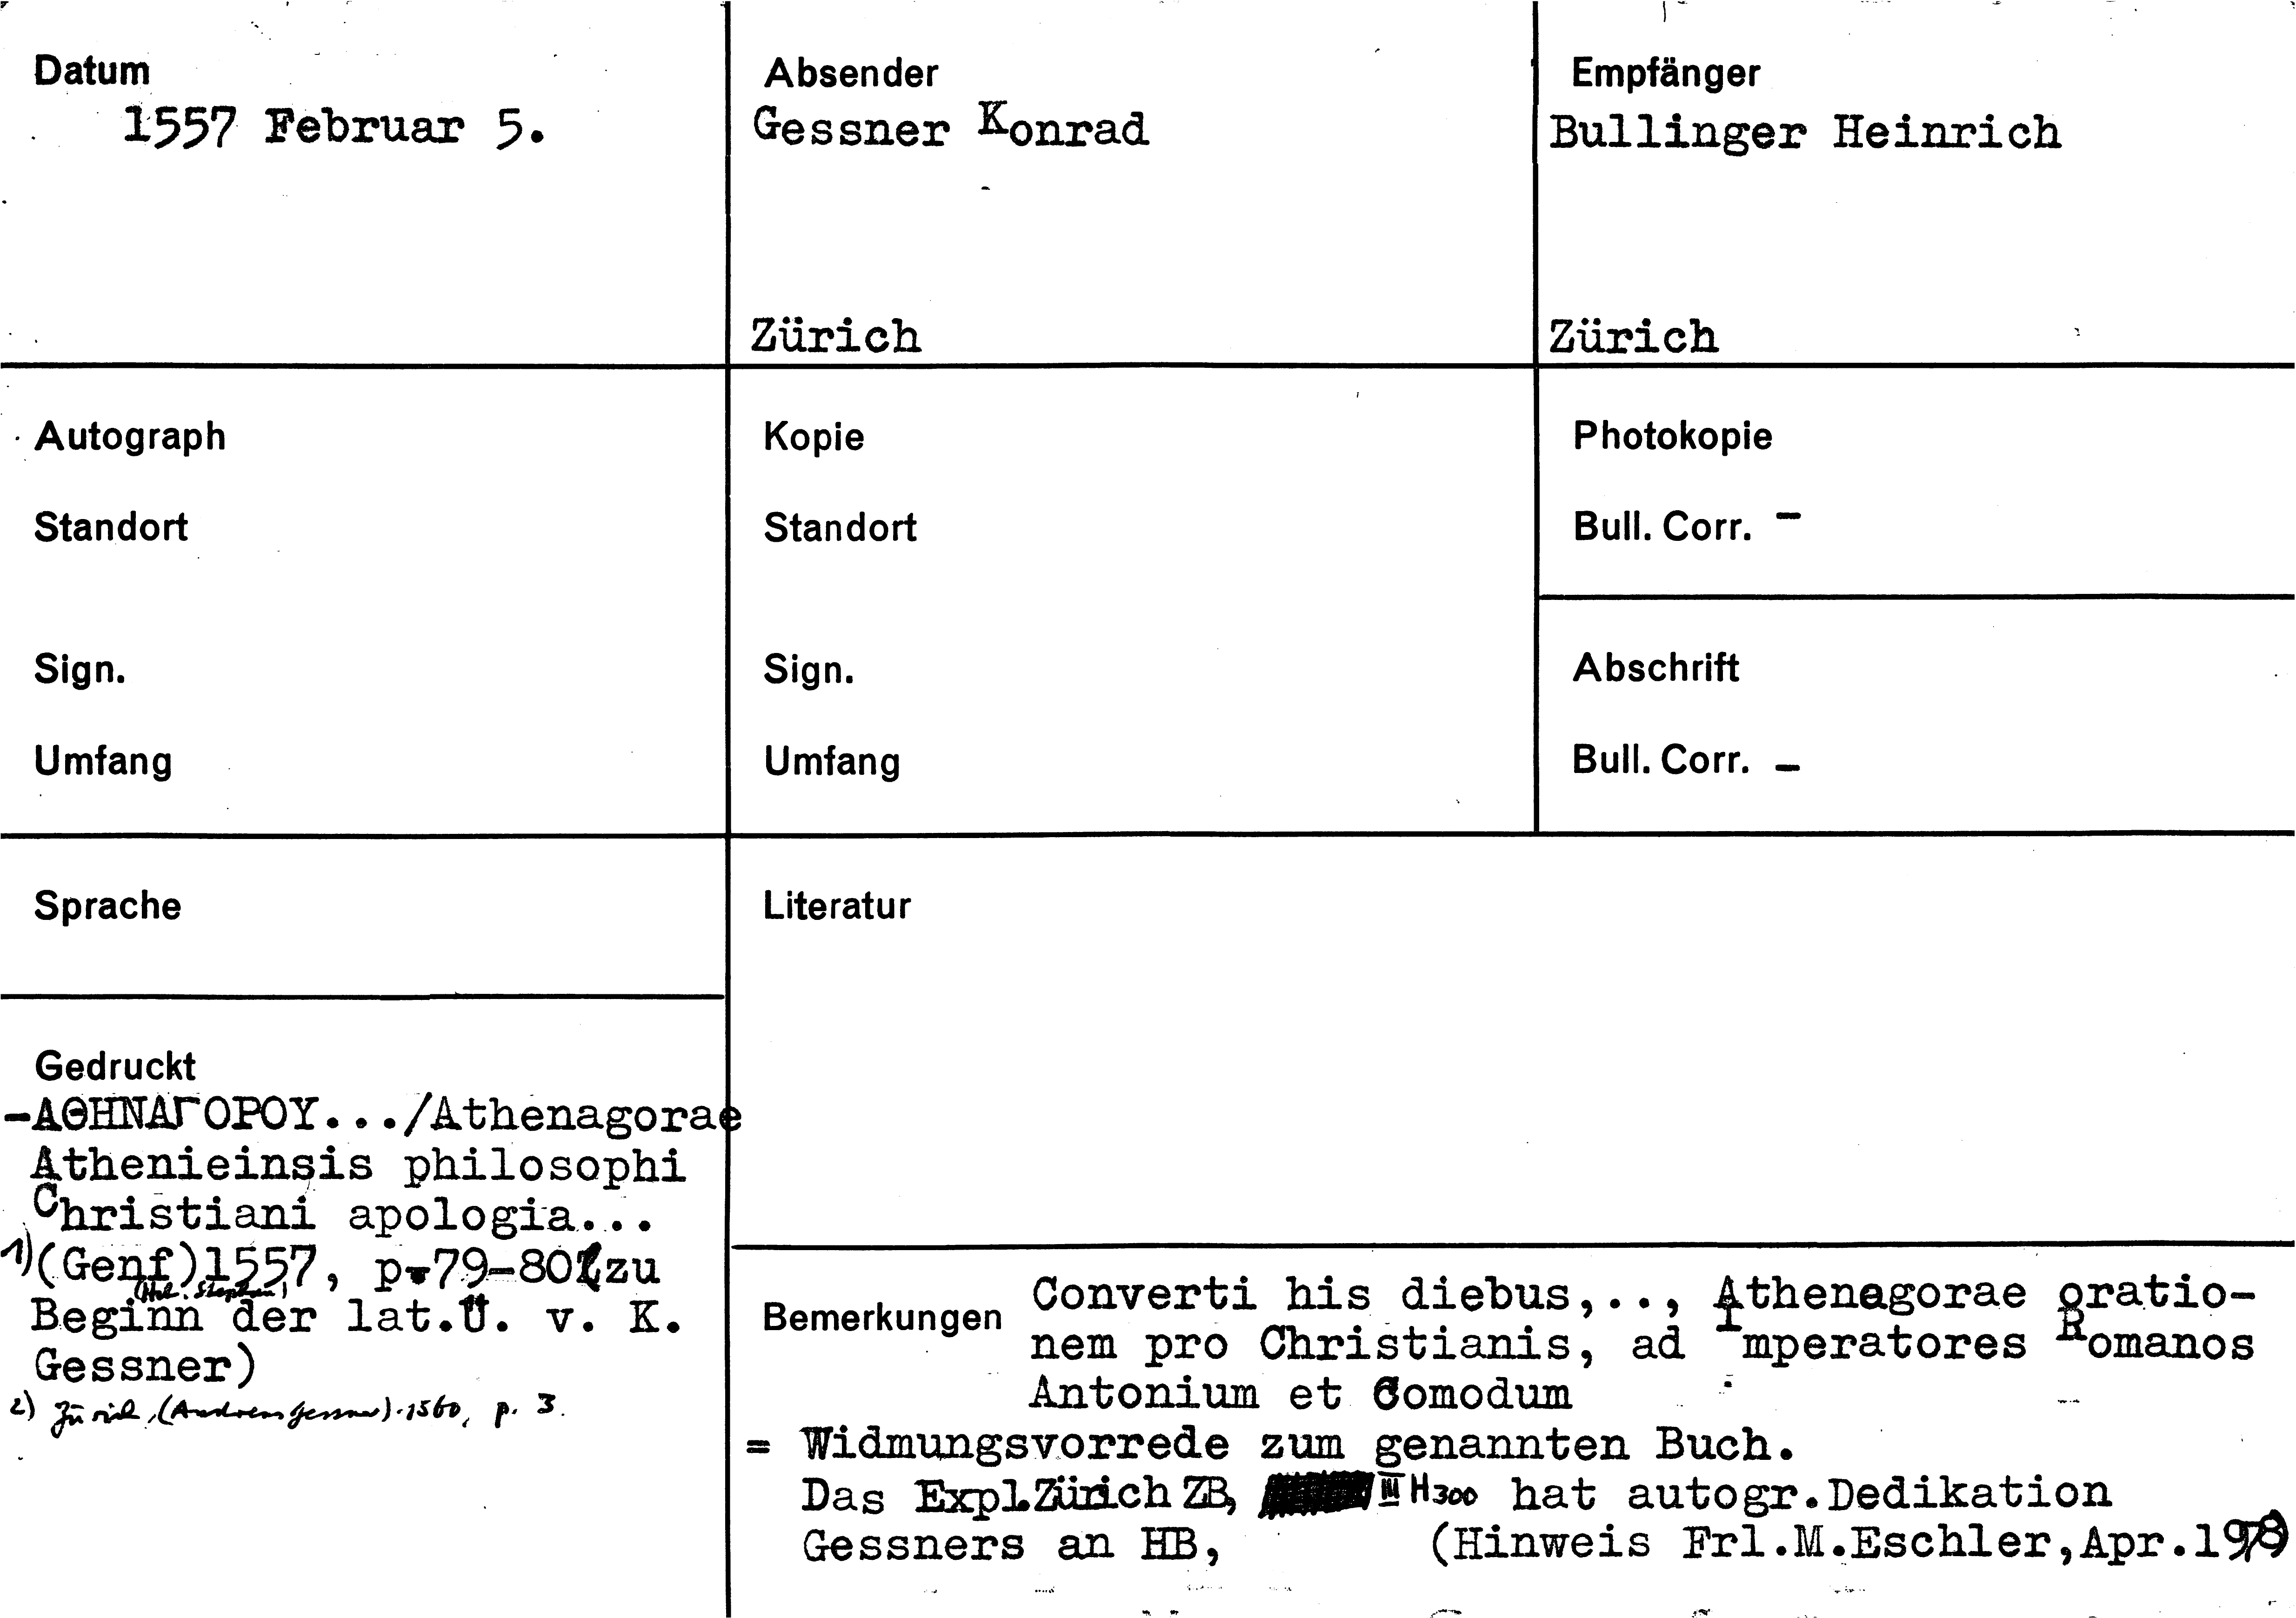 Datum
1557 Februar 5.
Absender
Gessner Konrad
Zürich
Empfänger
Bullinger Heinrich
Zürich
Autograph
Standort
Sign.
Umfang
Kopie
Standort
Sign.
Umfang
Photokopie
Bull. Corr. -
Abschrift
Bull. Corr. -
Sprache
Literatur
Gedruckt
-ΑΘΗΝΑΓΟΡΟΥ.../Athenagorae
Athenieinsis philosophi
Christiani apologia...
1) (Genf)1557, p.79-80(zu
(Hch. Stephan)
Beginn der lat.Ü. v. K.
Gessner)
2) Zürich, (Andreas Gessner) 1560, p. 3.
Bemerkungen
Converti his diebus,.., Athenagorae oratio-
nem pro Christianis, ad Imperatores Romanos
Antonium et Comodum
= Widmungsvorrede zum genannten Buch.
Das Expl.Zürich ZB, III H300 hat autogr.Dedikation
Gessners an HB, (Hinweis Frl.M.Eschler,Apr.